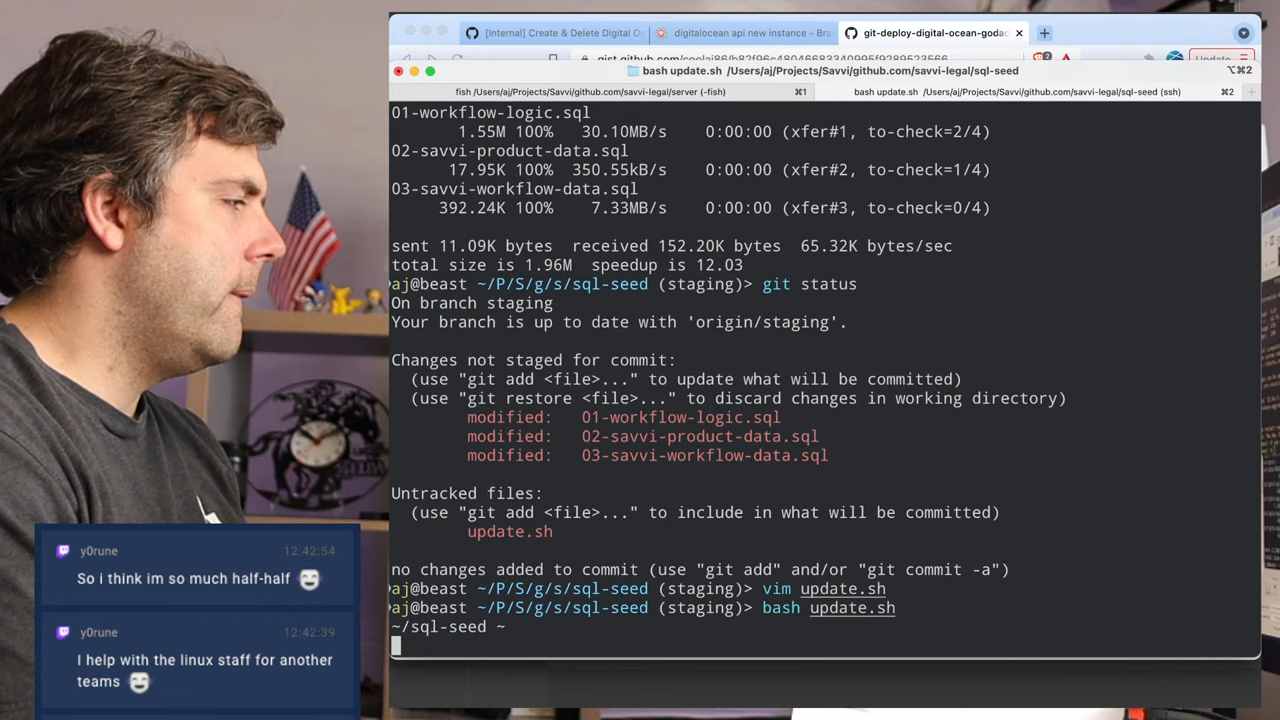 [Internal] Create & Delete Digital Oc
digitalocean api new instance – Bra
git-deploy-digital-ocean-godad
bash update.sh /Users/aj/Projects/Savvi/github.com/savvi-legal/sql-seed
⌥⌘2
fish /Users/aj/Projects/Savvi/github.com/savvi-legal/server (-fish)
⌘1
bash update.sh /Users/aj/Projects/Savvi/github.com/savvi-legal/sql-seed (ssh)
⌘2
01-workflow-logic.sql
1.55M 100% 30.10MB/s 0:00:00 (xfer#1, to-check=2/4)
02-savvi-product-data.sql
17.95K 100% 350.55kB/s 0:00:00 (xfer#2, to-check=1/4)
03-savvi-workflow-data.sql
392.24K 100% 7.33MB/s 0:00:00 (xfer#3, to-check=0/4)
sent 11.09K bytes received 152.20K bytes 65.32K bytes/sec
total size is 1.96M speedup is 12.03
aj@beast ~/P/S/g/s/sql-seed (staging)> git status
On branch staging
Your branch is up to date with 'origin/staging'.
Changes not staged for commit:
(use "git add <file>..." to update what will be committed)
(use "git restore <file>..." to discard changes in working directory)
modified: 01-workflow-logic.sql
modified: 02-savvi-product-data.sql
modified: 03-savvi-workflow-data.sql
Untracked files:
(use "git add <file>..." to include in what will be committed)
update.sh
no changes added to commit (use "git add" and/or "git commit -a")
aj@beast ~/P/S/g/s/sql-seed (staging)> vim update.sh
aj@beast ~/P/S/g/s/sql-seed (staging)> bash update.sh
~/sql-seed ~
y0rune 12:42:54
So i think im so much half-half
y0rune 12:42:39
I help with the linux staff for another
teams